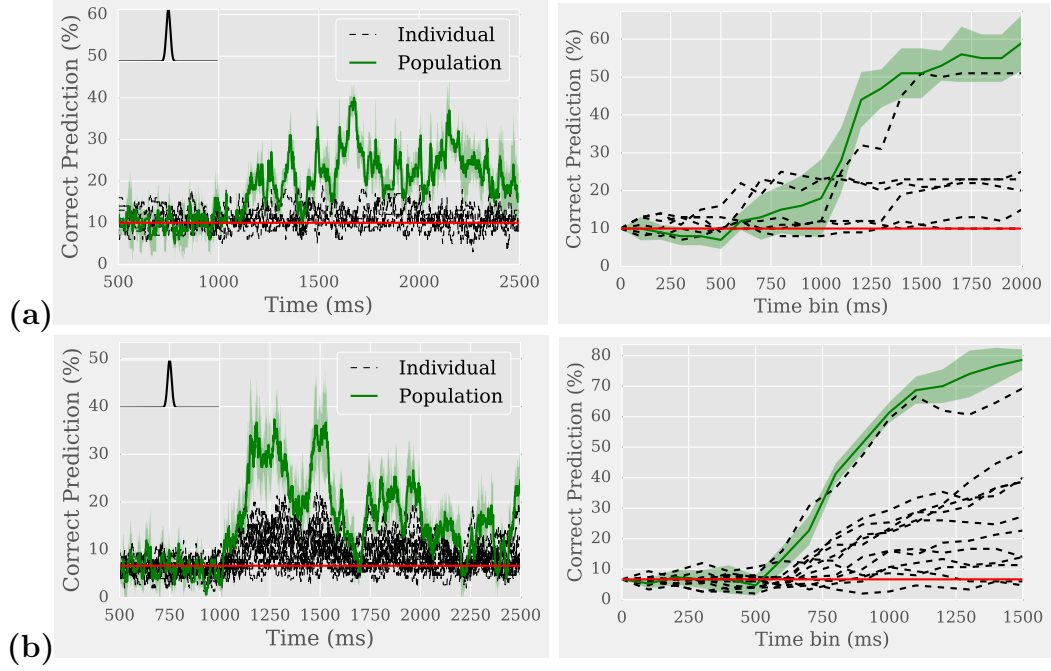 (a)
Correct Prediction (%)
60
50
40
30
20
10
0
Individual
Population
500 1000 1500 2000 2500
Time (ms)
Correct Prediction (%)
60
50
40
30
20
10
0
0 250 500 750 1000 1250 1500 1750 2000
Time bin (ms)
(b)
Correct Prediction (%)
50
40
30
20
10
0
Individual
Population
500 750 1000 1250 1500 1750 2000 2250 2500
Time (ms)
Correct Prediction (%)
80
70
60
50
40
30
20
10
0
0 250 500 750 1000 1250 1500
Time bin (ms)